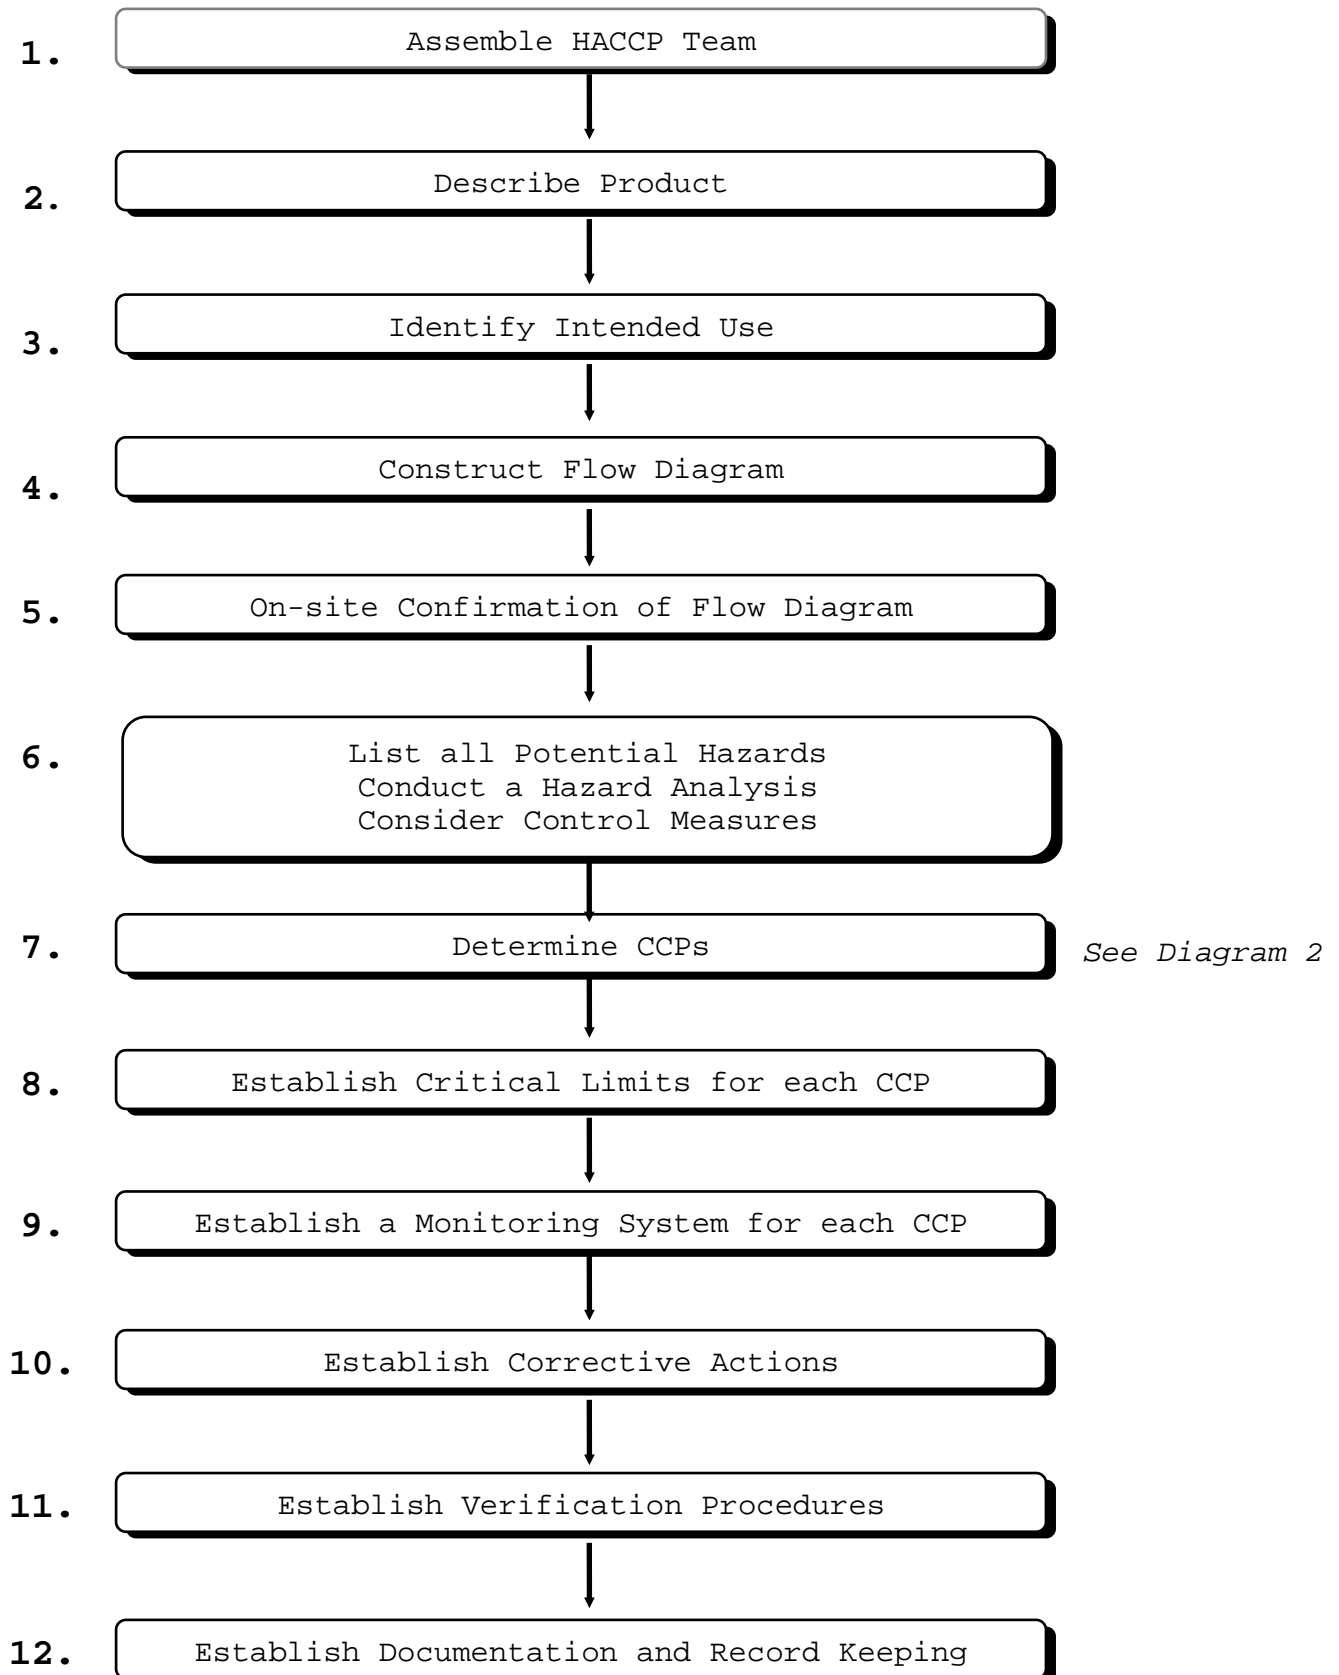 1. Assemble HACCP Team
2. Describe Product
3. Identify Intended Use
4. Construct Flow Diagram
5. On-site Confirmation of Flow Diagram
6. List all Potential Hazards
Conduct a Hazard Analysis
Consider Control Measures
7. Determine CCPs See Diagram 2
8. Establish Critical Limits for each CCP
9. Establish a Monitoring System for each CCP
10. Establish Corrective Actions
11. Establish Verification Procedures
12. Establish Documentation and Record Keeping